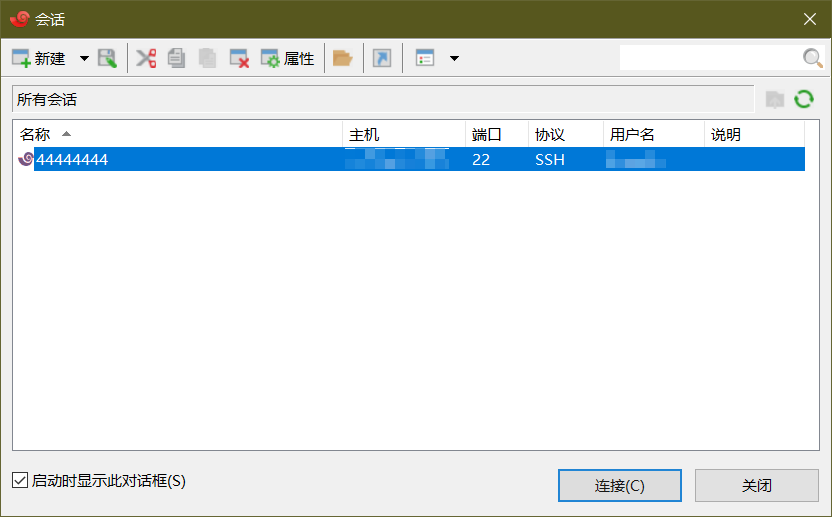 会话
新建 属性
所有会话
名称 主机 端口 协议 用户名 说明
44444444 22 SSH
启动时显示此对话框(S) 连接(C) 关闭